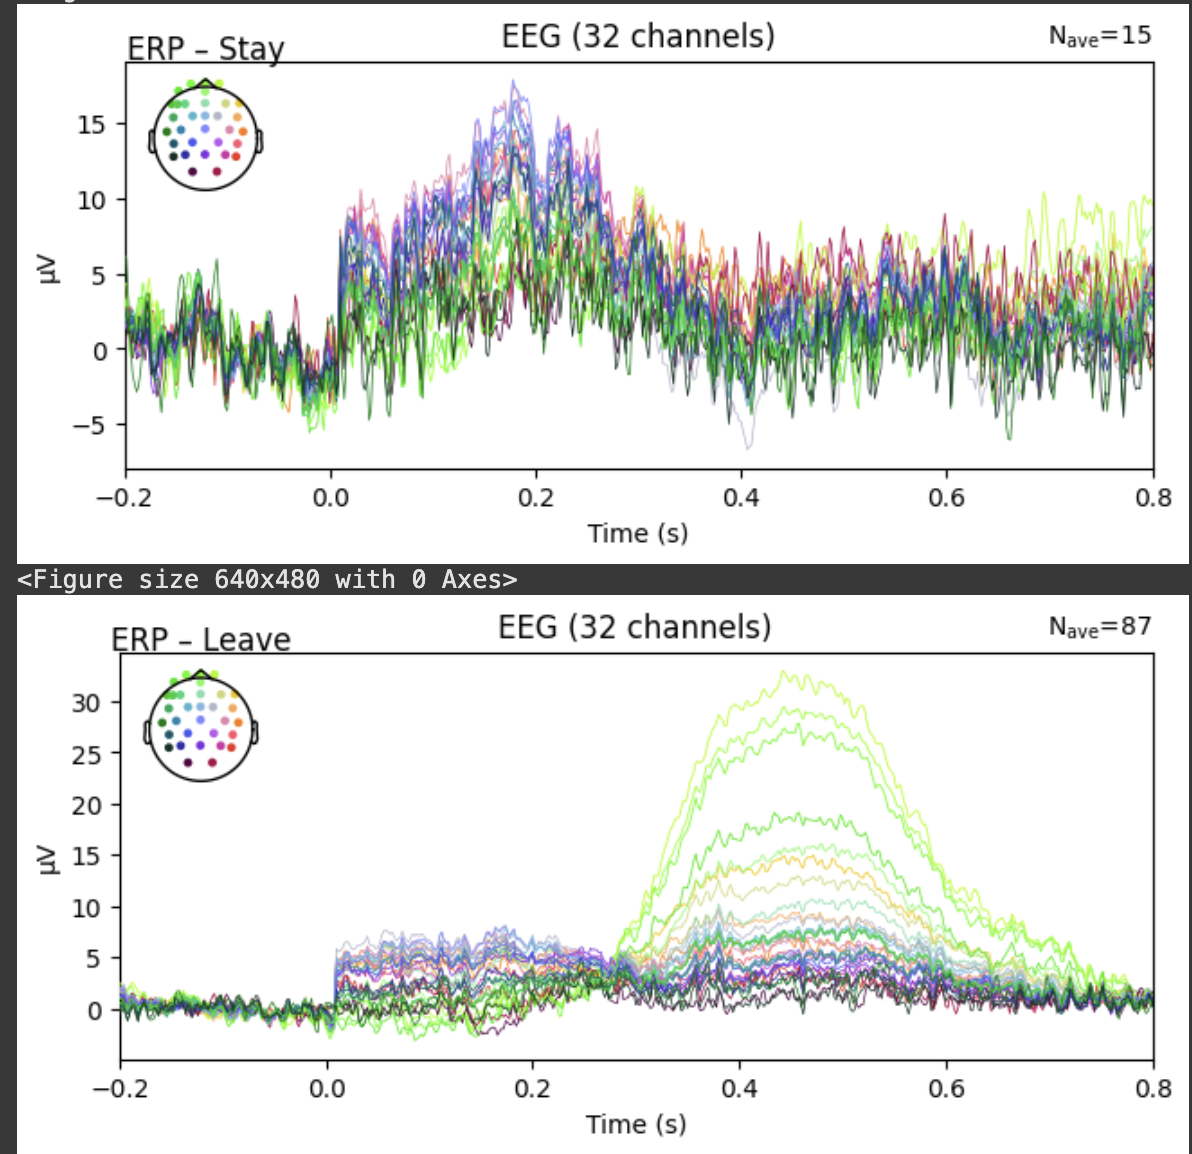 ERP – Stay
EEG (32 channels)
Nave=15
µV
15
10
5
0
−5
−0.2
0.0
0.2
0.4
0.6
0.8
Time (s)
<Figure size 640x480 with 0 Axes>
ERP – Leave
EEG (32 channels)
Nave=87
µV
30
25
20
15
10
5
0
−0.2
0.0
0.2
0.4
0.6
0.8
Time (s)